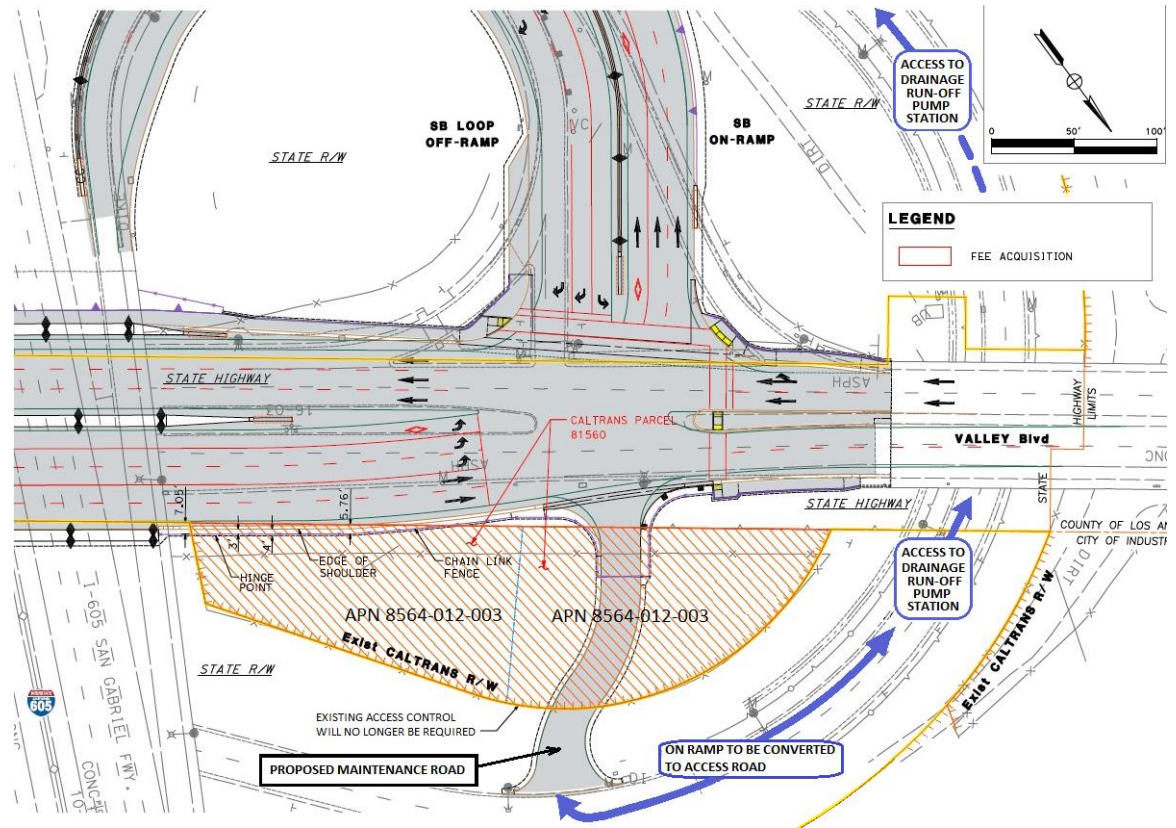 ACCESS TO
DRAINAGE
RUN-OFF
PUMP
STATION
0 50' 100'
STATE R/W
SB LOOP
OFF-RAMP
SB
ON-RAMP
STATE R/W
DIRT
VC
LEGEND
FEE ACQUISITION
STATE HIGHWAY
ASPH
HIGHWAY
LIMITS
STATE
CALTRANS PARCEL
81560
VALLEY Blvd
STATE HIGHWAY
ASPH
7.05'
5.76'
3'
4'
HINGE
POINT
EDGE OF
SHOULDER
CHAIN LINK
FENCE
COUNTY OF LOS AN
CITY OF INDUST
DIRT
ACCESS TO
DRAINAGE
RUN-OFF
PUMP
STATION
APN 8564-012-003
APN 8564-012-003
Exist CALTRANS R/W
Exist CALTRANS R/W
STATE R/W
I-605 SAN GABRIEL FWY.
605
EXISTING ACCESS CONTROL
WILL NO LONGER BE REQUIRED
PROPOSED MAINTENANCE ROAD
ON RAMP TO BE CONVERTED
TO ACCESS ROAD